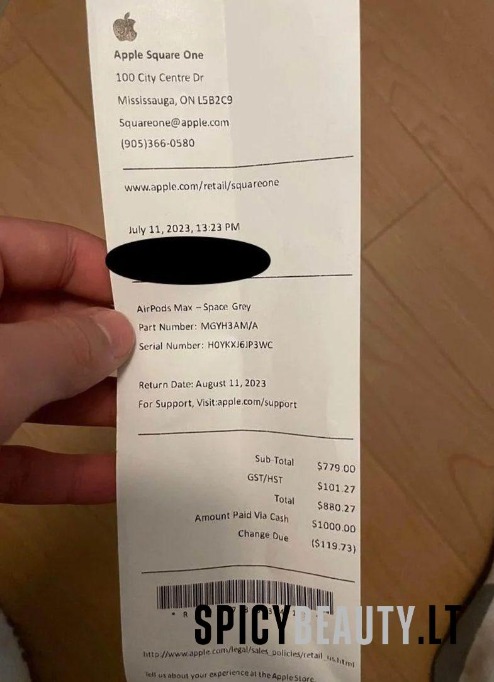 Apple Square One
100 City Centre Dr
Mississauga, ON L5B2C9
Squareone@apple.com
(905)366-0580
www.apple.com/retail/squareone
July 11, 2023, 13:23 PM
AirPods Max – Space Grey
Part Number: MGYH3AM/A
Serial Number: H0YKXJ6JP3WC
Return Date: August 11, 2023
For Support, Visit:apple.com/support
Sub-Total $779.00
GST/HST $101.27
Total $880.27
Amount Paid Via Cash $1000.00
Change Due ($119.73)
SPICYBEAUTY.LT
http://www.apple.com/legal/sales_policies/retail_us.html
Tell us about your experience at the Apple Store.